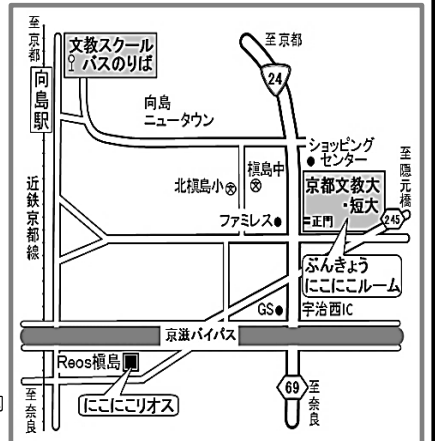 至京都
文教スクール
バスのりば
至京都
24
向島駅
向島
ニュータウン
ショッピング
センター
槇島中
北槇島小
京都文教大
・短大
至隠元橋
245
近鉄京都線
ファミレス
正門
ぶんきょう
にこにこルーム
GS
宇治西IC
京滋バイパス
Reos槇島
にこにこリオス
69
至奈良
至奈良